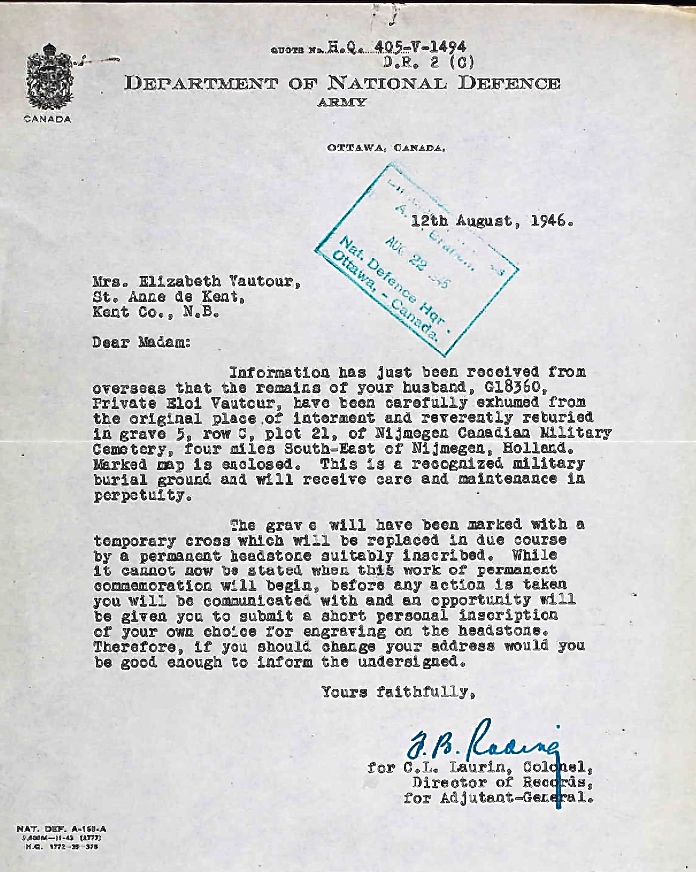 QUOTE No. H.Q. 405-V-1494
D.R. 2 (C)
DEPARTMENT OF NATIONAL DEFENCE
ARMY
CANADA
OTTAWA, CANADA,
12th August, 1946.
AUG 22
Nat. Defence Hqr.
Ottawa, - Canada.
Mrs. Elizabeth Vautour,
St. Anne de Kent,
Kent Co., N.B.
Dear Madam:
Information has just been received from
overseas that the remains of your husband, G18360,
Private Eloi Vautour, have been carefully exhumed from
the original place of interment and reverently reburied
in grave 5, row C, plot 21, of Nijmegen Canadian Military
Cemetery, four miles South-East of Nijmegen, Holland.
Marked map is enclosed. This is a recognized military
burial ground and will receive care and maintenance in
perpetuity.
The grave will have been marked with a
temporary cross which will be replaced in due course
by a permanent headstone suitably inscribed. While
it cannot now be stated when this work of permanent
commemoration will begin, before any action is taken
you will be communicated with and an opportunity will
be given you to submit a short personal inscription
of your own choice for engraving on the headstone.
Therefore, if you should change your address would you
be good enough to inform the undersigned.
Yours faithfully,
F.B.
for C.L. Laurin, Colonel,
Director of Records,
for Adjutant-General.
NAT. DEF. A-158-A
H.Q. 1772-39-378